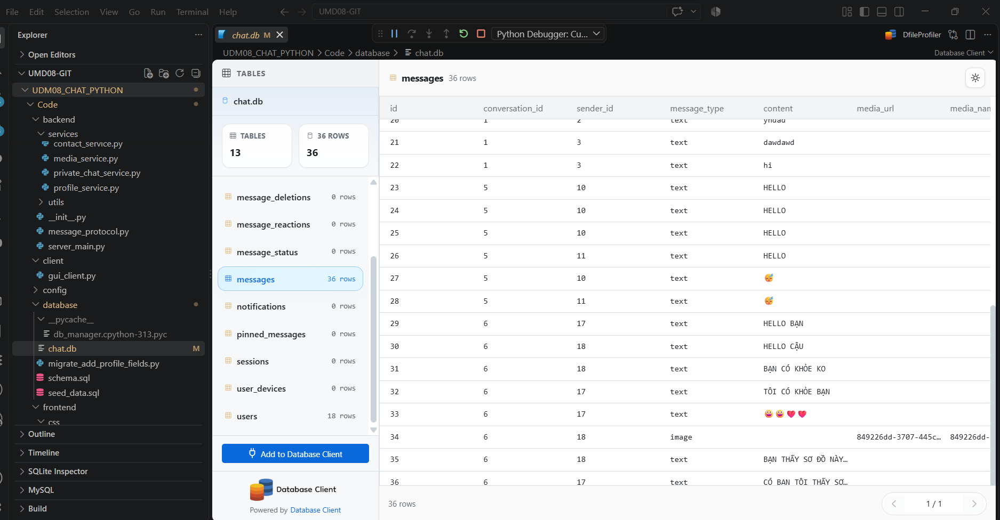 File Edit Selection View Go Run Terminal Help
UMD08-GIT
Explorer
Open Editors
UMD08-GIT
UDM08_CHAT_PYTHON
Code
backend
services
contact_service.py
media_service.py
private_chat_service.py
profile_service.py
utils
__init__.py
message_protocol.py
server_main.py
client
gui_client.py
config
database
__pycache__
db_manager.cpython-313.pyc
chat.db M
migrate_add_profile_fields.py
schema.sql
seed_data.sql
frontend
css
Outline
Timeline
SQLite Inspector
MySQL
Build
chat.db M
Python Debugger: Cu...
DfileProfiler
UDM08_CHAT_PYTHON > Code > database > chat.db
Database Client
TABLES
chat.db
TABLES
13
36 ROWS
36
message_deletions 0 rows
message_reactions 0 rows
message_status 0 rows
messages 36 rows
notifications 0 rows
pinned_messages 0 rows
sessions 0 rows
user_devices 0 rows
users 18 rows
Add to Database Client
Database Client
Powered by Database Client
messages 36 rows
id conversation_id sender_id message_type content media_url media_nam
20 1 2 text yhdad
21 1 3 text dawdawd
22 1 3 text hi
23 5 10 text HELLO
24 5 10 text HELLO
25 5 10 text HELLO
26 5 11 text HELLO
27 5 10 text 😴
28 5 11 text 😴
29 6 17 text HELLO BẠN
30 6 18 text HELLO CẬU
31 6 18 text BẠN CÓ KHỎE KO
32 6 17 text TÔI CÓ KHỎE BẠN
33 6 17 text 🤪🤪❤️❤️
34 6 18 image 849226dd-3707-445c… 849226dd-
35 6 18 text BẠN THẤY SƠ ĐỒ NÀY…
36 6 17 text CÓ BẠN TÔI THẤY SƠ…
36 rows
1 / 1